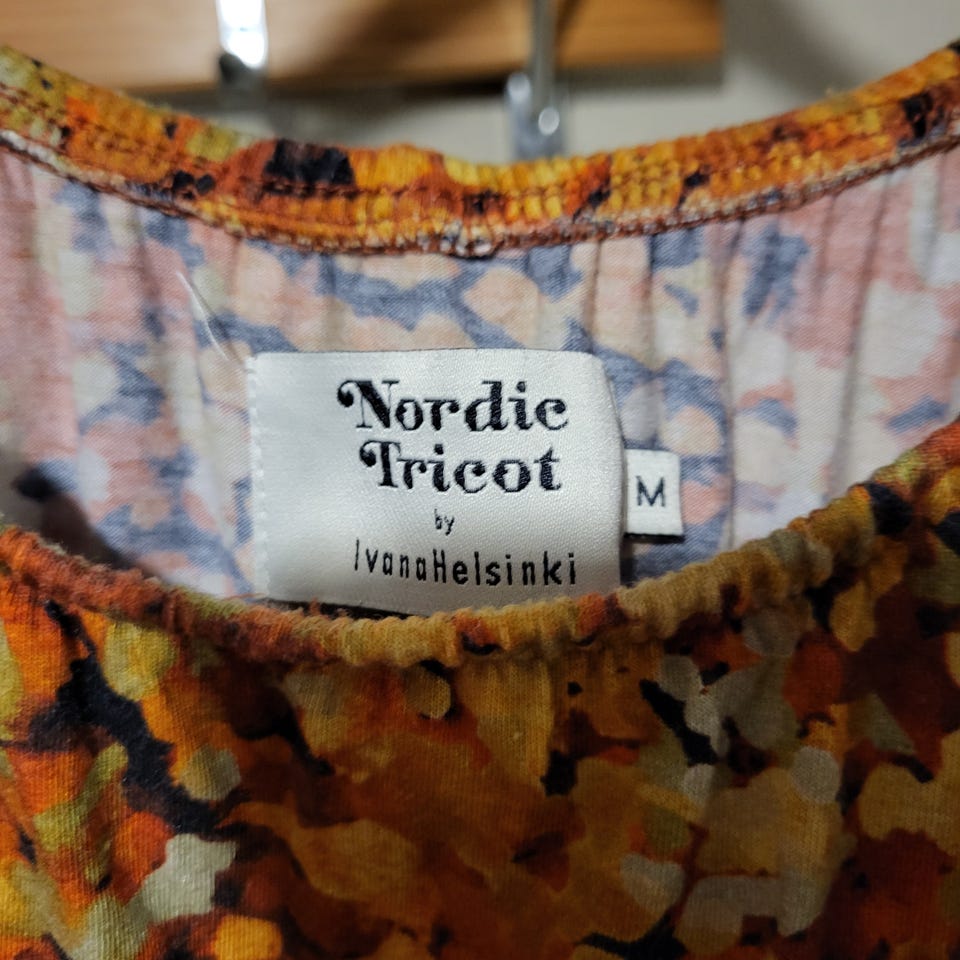 Nordic
Tricot
by
IvanaHelsinki
M